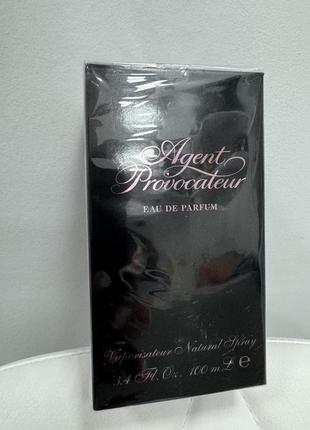 Agent
Provocateur
EAU DE PARFUM
Vaporisateur Natural Spray
3.4 Fl. Oz. 100 mL e